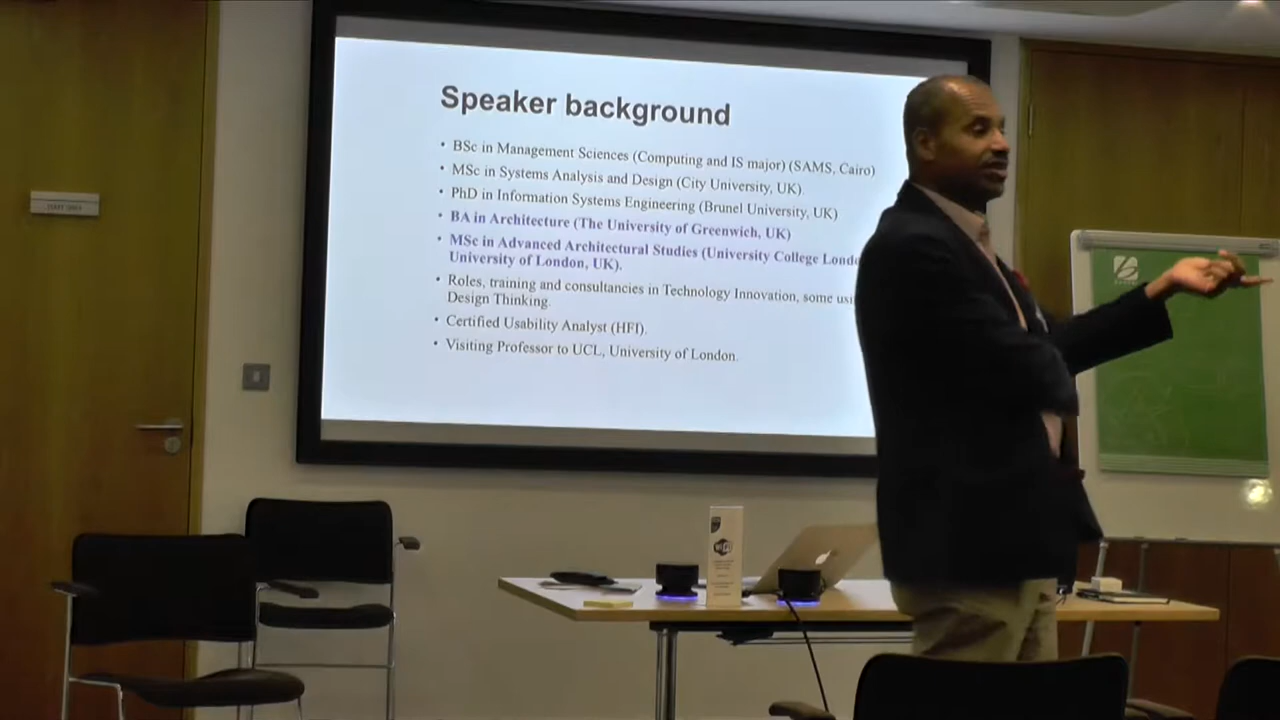 Speaker background
• BSc in Management Sciences (Computing and IS major) (SAMS, Cairo)
• MSc in Systems Analysis and Design (City University, UK).
• PhD in Information Systems Engineering (Brunel University, UK)
• BA in Architecture (The University of Greenwich, UK)
• MSc in Advanced Architectural Studies (University College Londo
University of London, UK).
• Roles, training and consultancies in Technology Innovation, some usi
Design Thinking.
• Certified Usability Analyst (HFI).
• Visiting Professor to UCL, University of London.